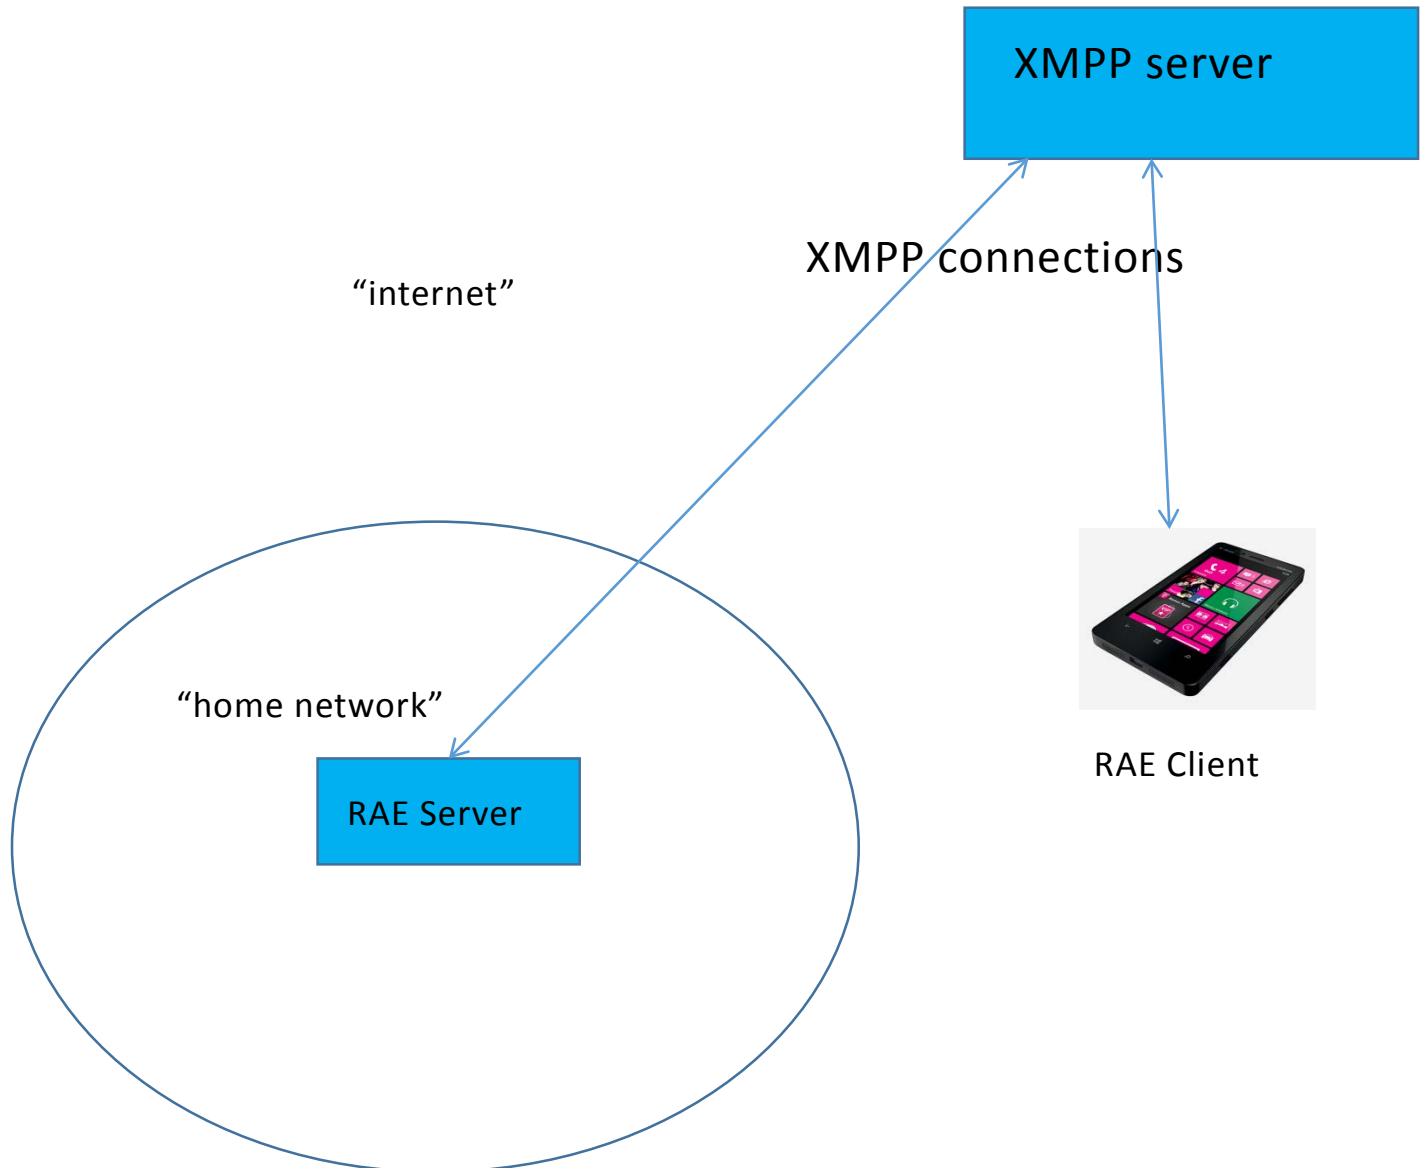 XMPP server
XMPP connections
“internet”
“home network”
RAE Server
RAE Client